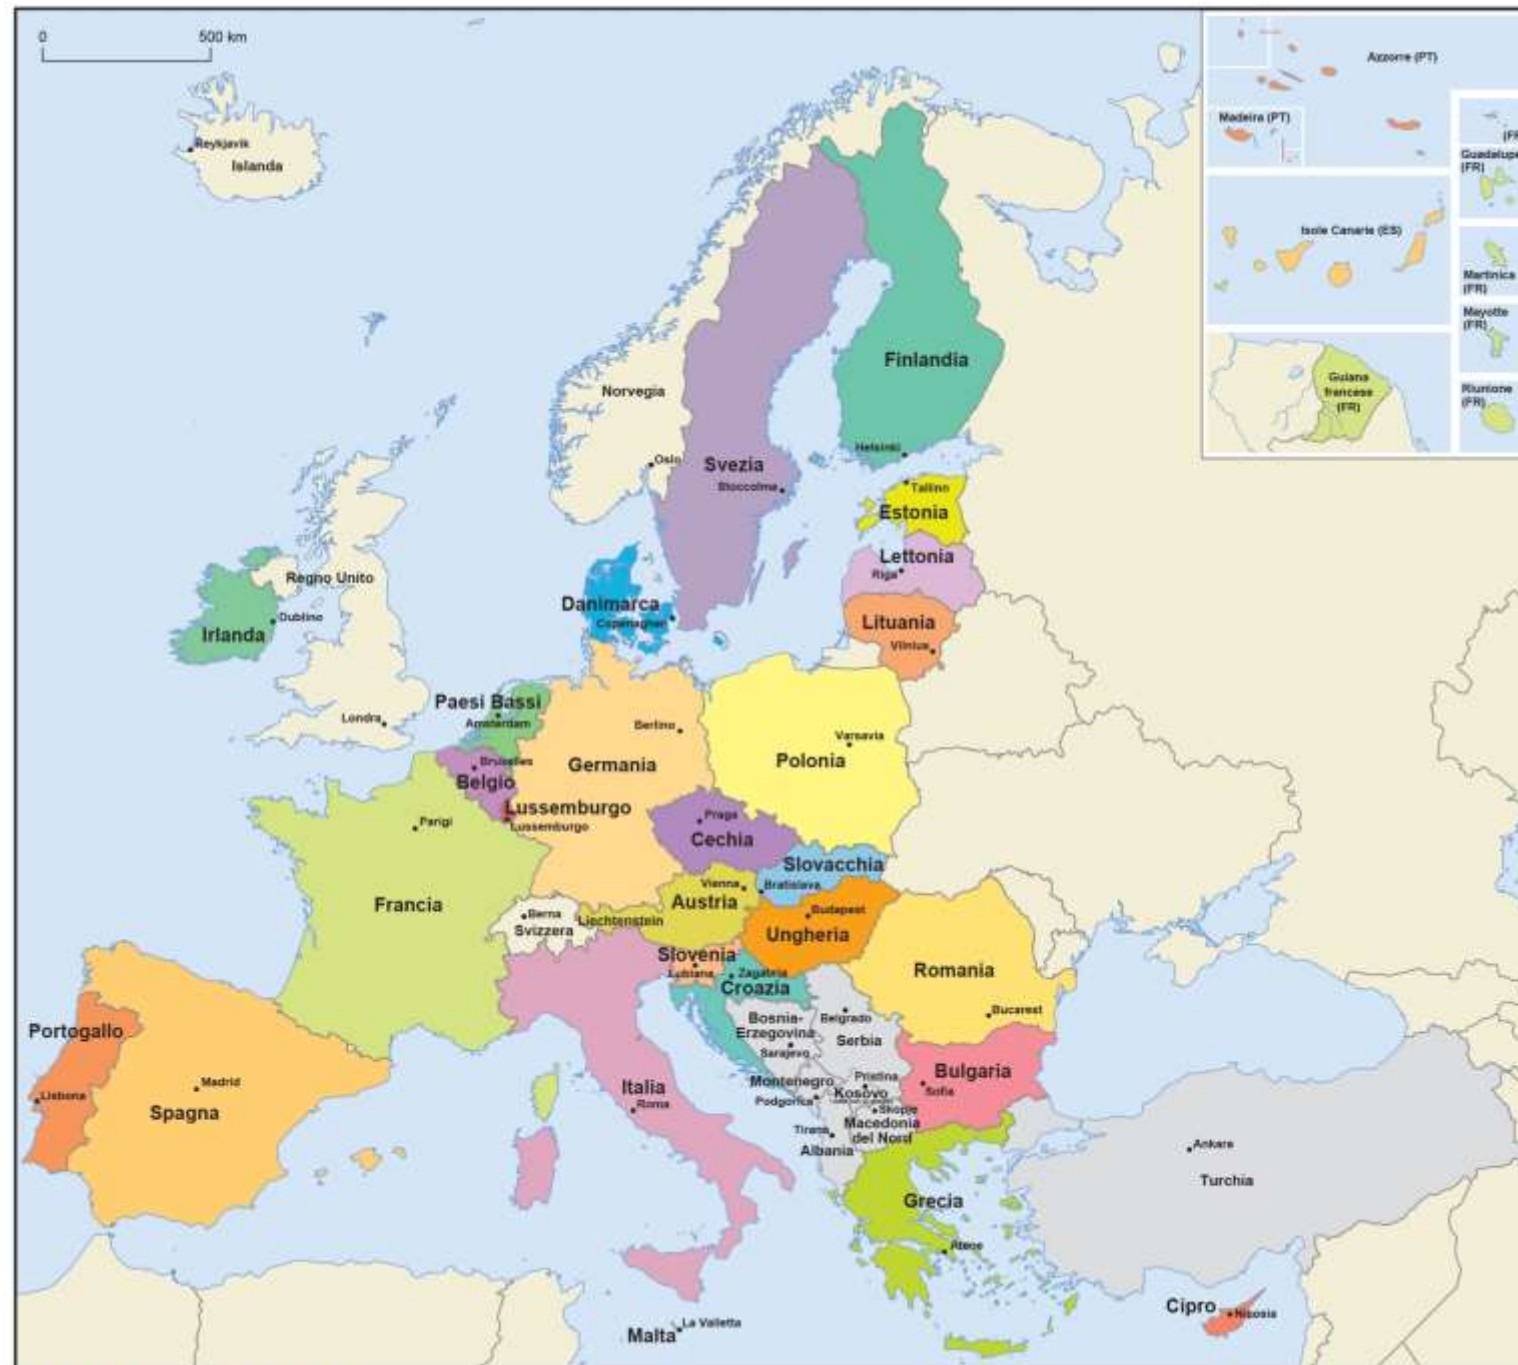 0 500 km
Azzorre (PT)
Madeira (PT)
(FR
Guadalupe
(FR)
Isole Canarie (ES)
Martinica
(FR)
Mayotte
(FR)
Guiana
francese
(FR)
Riunione
(FR)
Reykjavik
Islanda
Finlandia
Norvegia
Helsinki
Oslo
Svezia
Stoccolma
Tallinn
Estonia
Lettonia
Riga
Regno Unito
Danimarca
Copenaghen
Dublino
Irlanda
Lituania
Vilnius
Paesi Bassi
Amsterdam
Londra
Berlino
Varsavia
Germania
Polonia
Bruxelles
Belgio
Lussemburgo
Lussemburgo
Parigi
Praga
Cechia
Slovacchia
Vienna
Bratislava
Francia
Austria
Berna
Svizzera
Liechtenstein
Budapest
Ungheria
Slovenia
Lubiana
Zagabria
Croazia
Romania
Bucarest
Portogallo
Bosnia-
Erzegovina
Sarajevo
Belgrado
Serbia
Madrid
Lisbona
Spagna
Italia
Roma
Montenegro
Podgorica
Pristina
Kosovo
Bulgaria
Sofia
Skopje
Macedonia
del Nord
Tirana
Albania
Ankara
Turchia
Grecia
Atene
Cipro
Nicosia
Malta
La Valletta